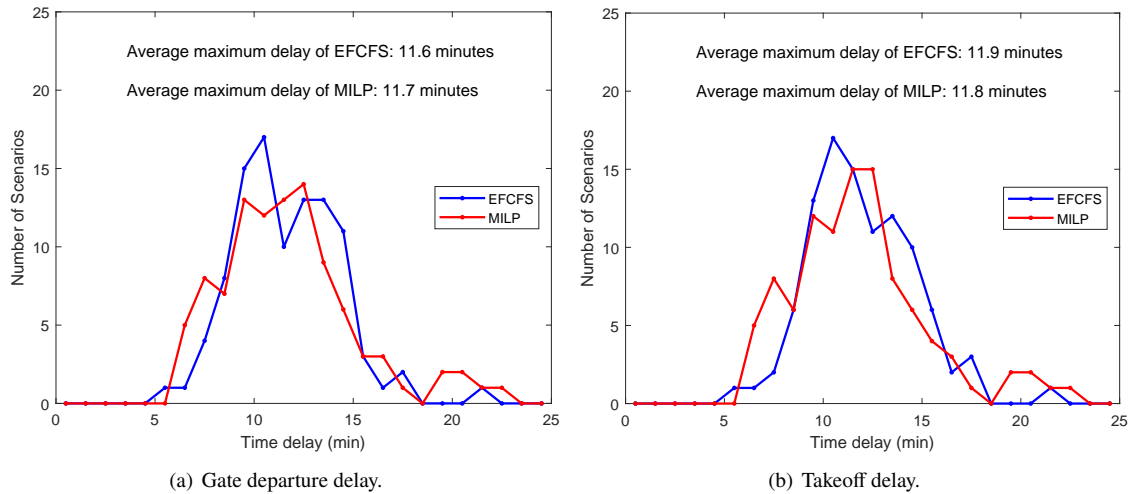 Average maximum delay of EFCFS: 11.6 minutes
Average maximum delay of MILP: 11.7 minutes
EFCFS
MILP
Number of Scenarios
25
20
15
10
5
0
0 5 10 15 20 25
Time delay (min)
(a) Gate departure delay.
Average maximum delay of EFCFS: 11.9 minutes
Average maximum delay of MILP: 11.8 minutes
EFCFS
MILP
Number of Scenarios
25
20
15
10
5
0
0 5 10 15 20 25
Time delay (min)
(b) Takeoff delay.